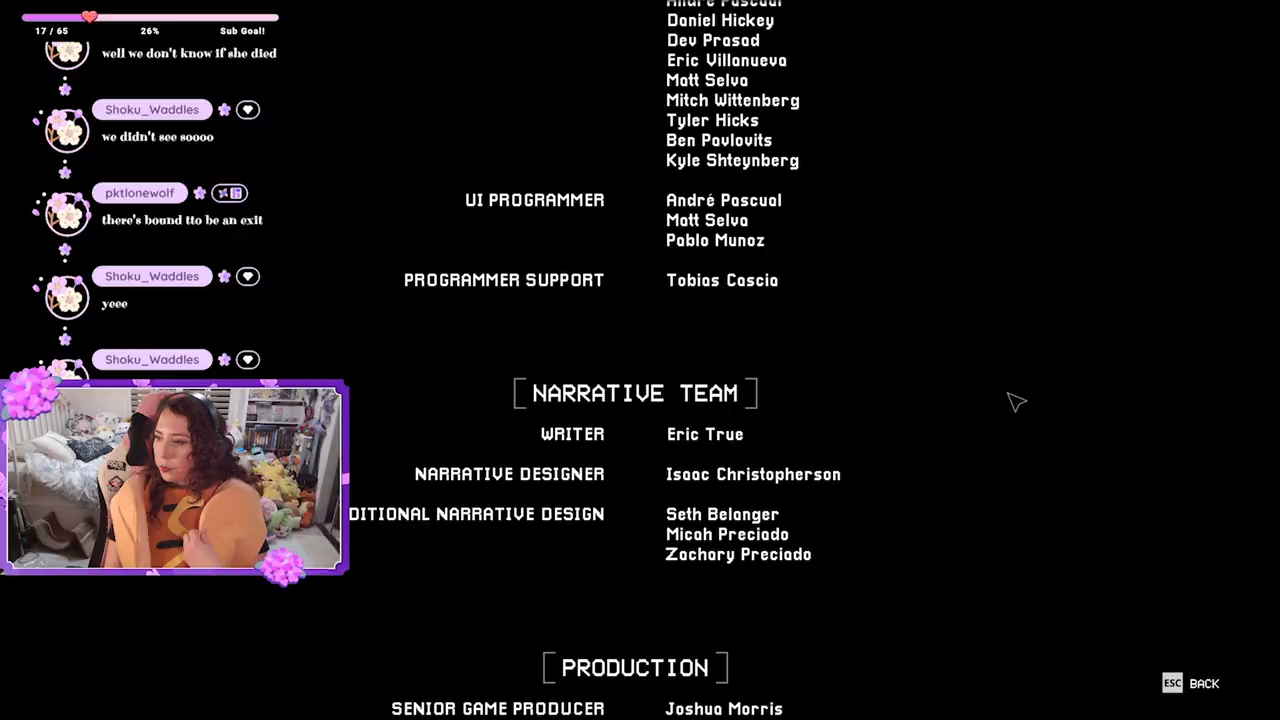 17 / 65 26% Sub Goal!
well we don't know if she died
Shoku_Waddles
we didn't see soooo
pktlonewolf
there's bound tto be an exit
Shoku_Waddles
yeee
Shoku_Waddles
André Pascual
Daniel Hickey
Dev Prasad
Eric Villanueva
Matt Selva
Mitch Wittenberg
Tyler Hicks
Ben Pavlovits
Kyle Shteynberg
UI PROGRAMMER André Pascual
Matt Selva
Pablo Munoz
PROGRAMMER SUPPORT Tobias Cascia
[ NARRATIVE TEAM ]
WRITER Eric True
NARRATIVE DESIGNER Isaac Christopherson
DITIONAL NARRATIVE DESIGN Seth Belanger
Micah Preciado
Zachary Preciado
[ PRODUCTION ]
SENIOR GAME PRODUCER Joshua Morris
ESC BACK